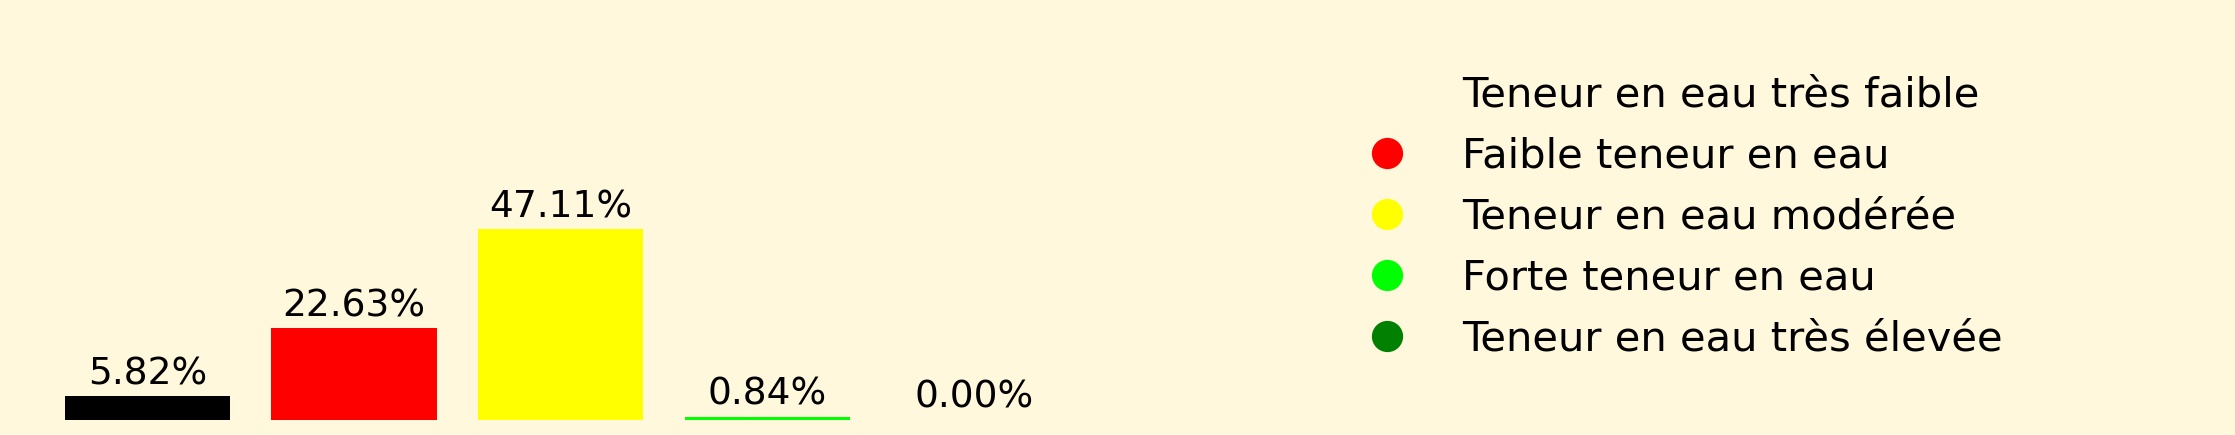 5.82%
22.63%
47.11%
0.84%
0.00%
Teneur en eau très faible
Faible teneur en eau
Teneur en eau modérée
Forte teneur en eau
Teneur en eau très élevée